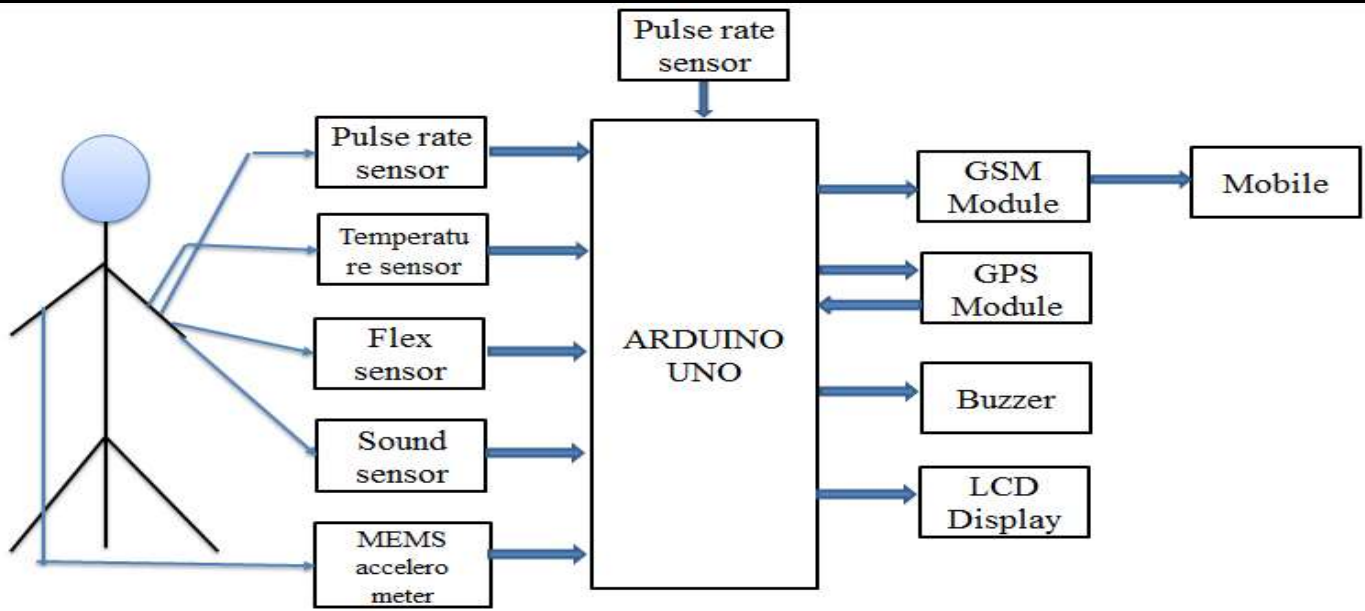 Pulse rate
sensor
Pulse rate
sensor
Temperatu
re sensor
Flex
sensor
Sound
sensor
MEMS
accelero
meter
ARDUINO
UNO
GSM
Module
Mobile
GPS
Module
Buzzer
LCD
Display